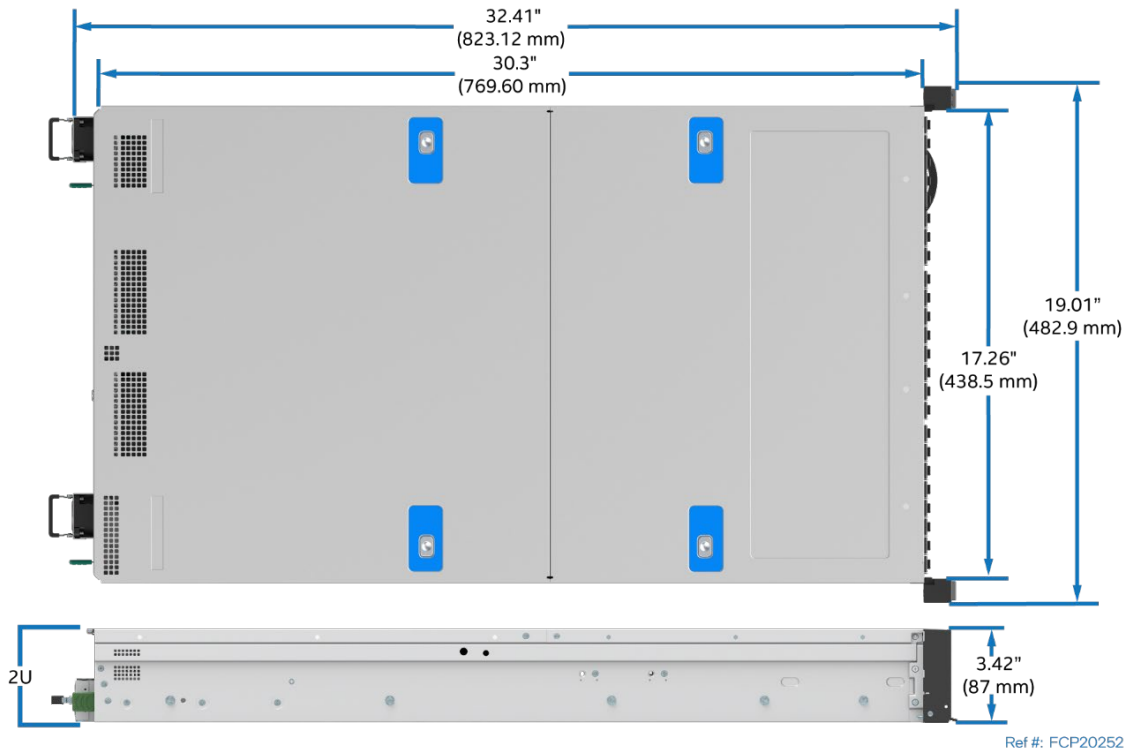 32.41"
(823.12 mm)
30.3"
(769.60 mm)
19.01"
(482.9 mm)
17.26"
(438.5 mm)
2U
3.42"
(87 mm)
Ref #: FCP20252